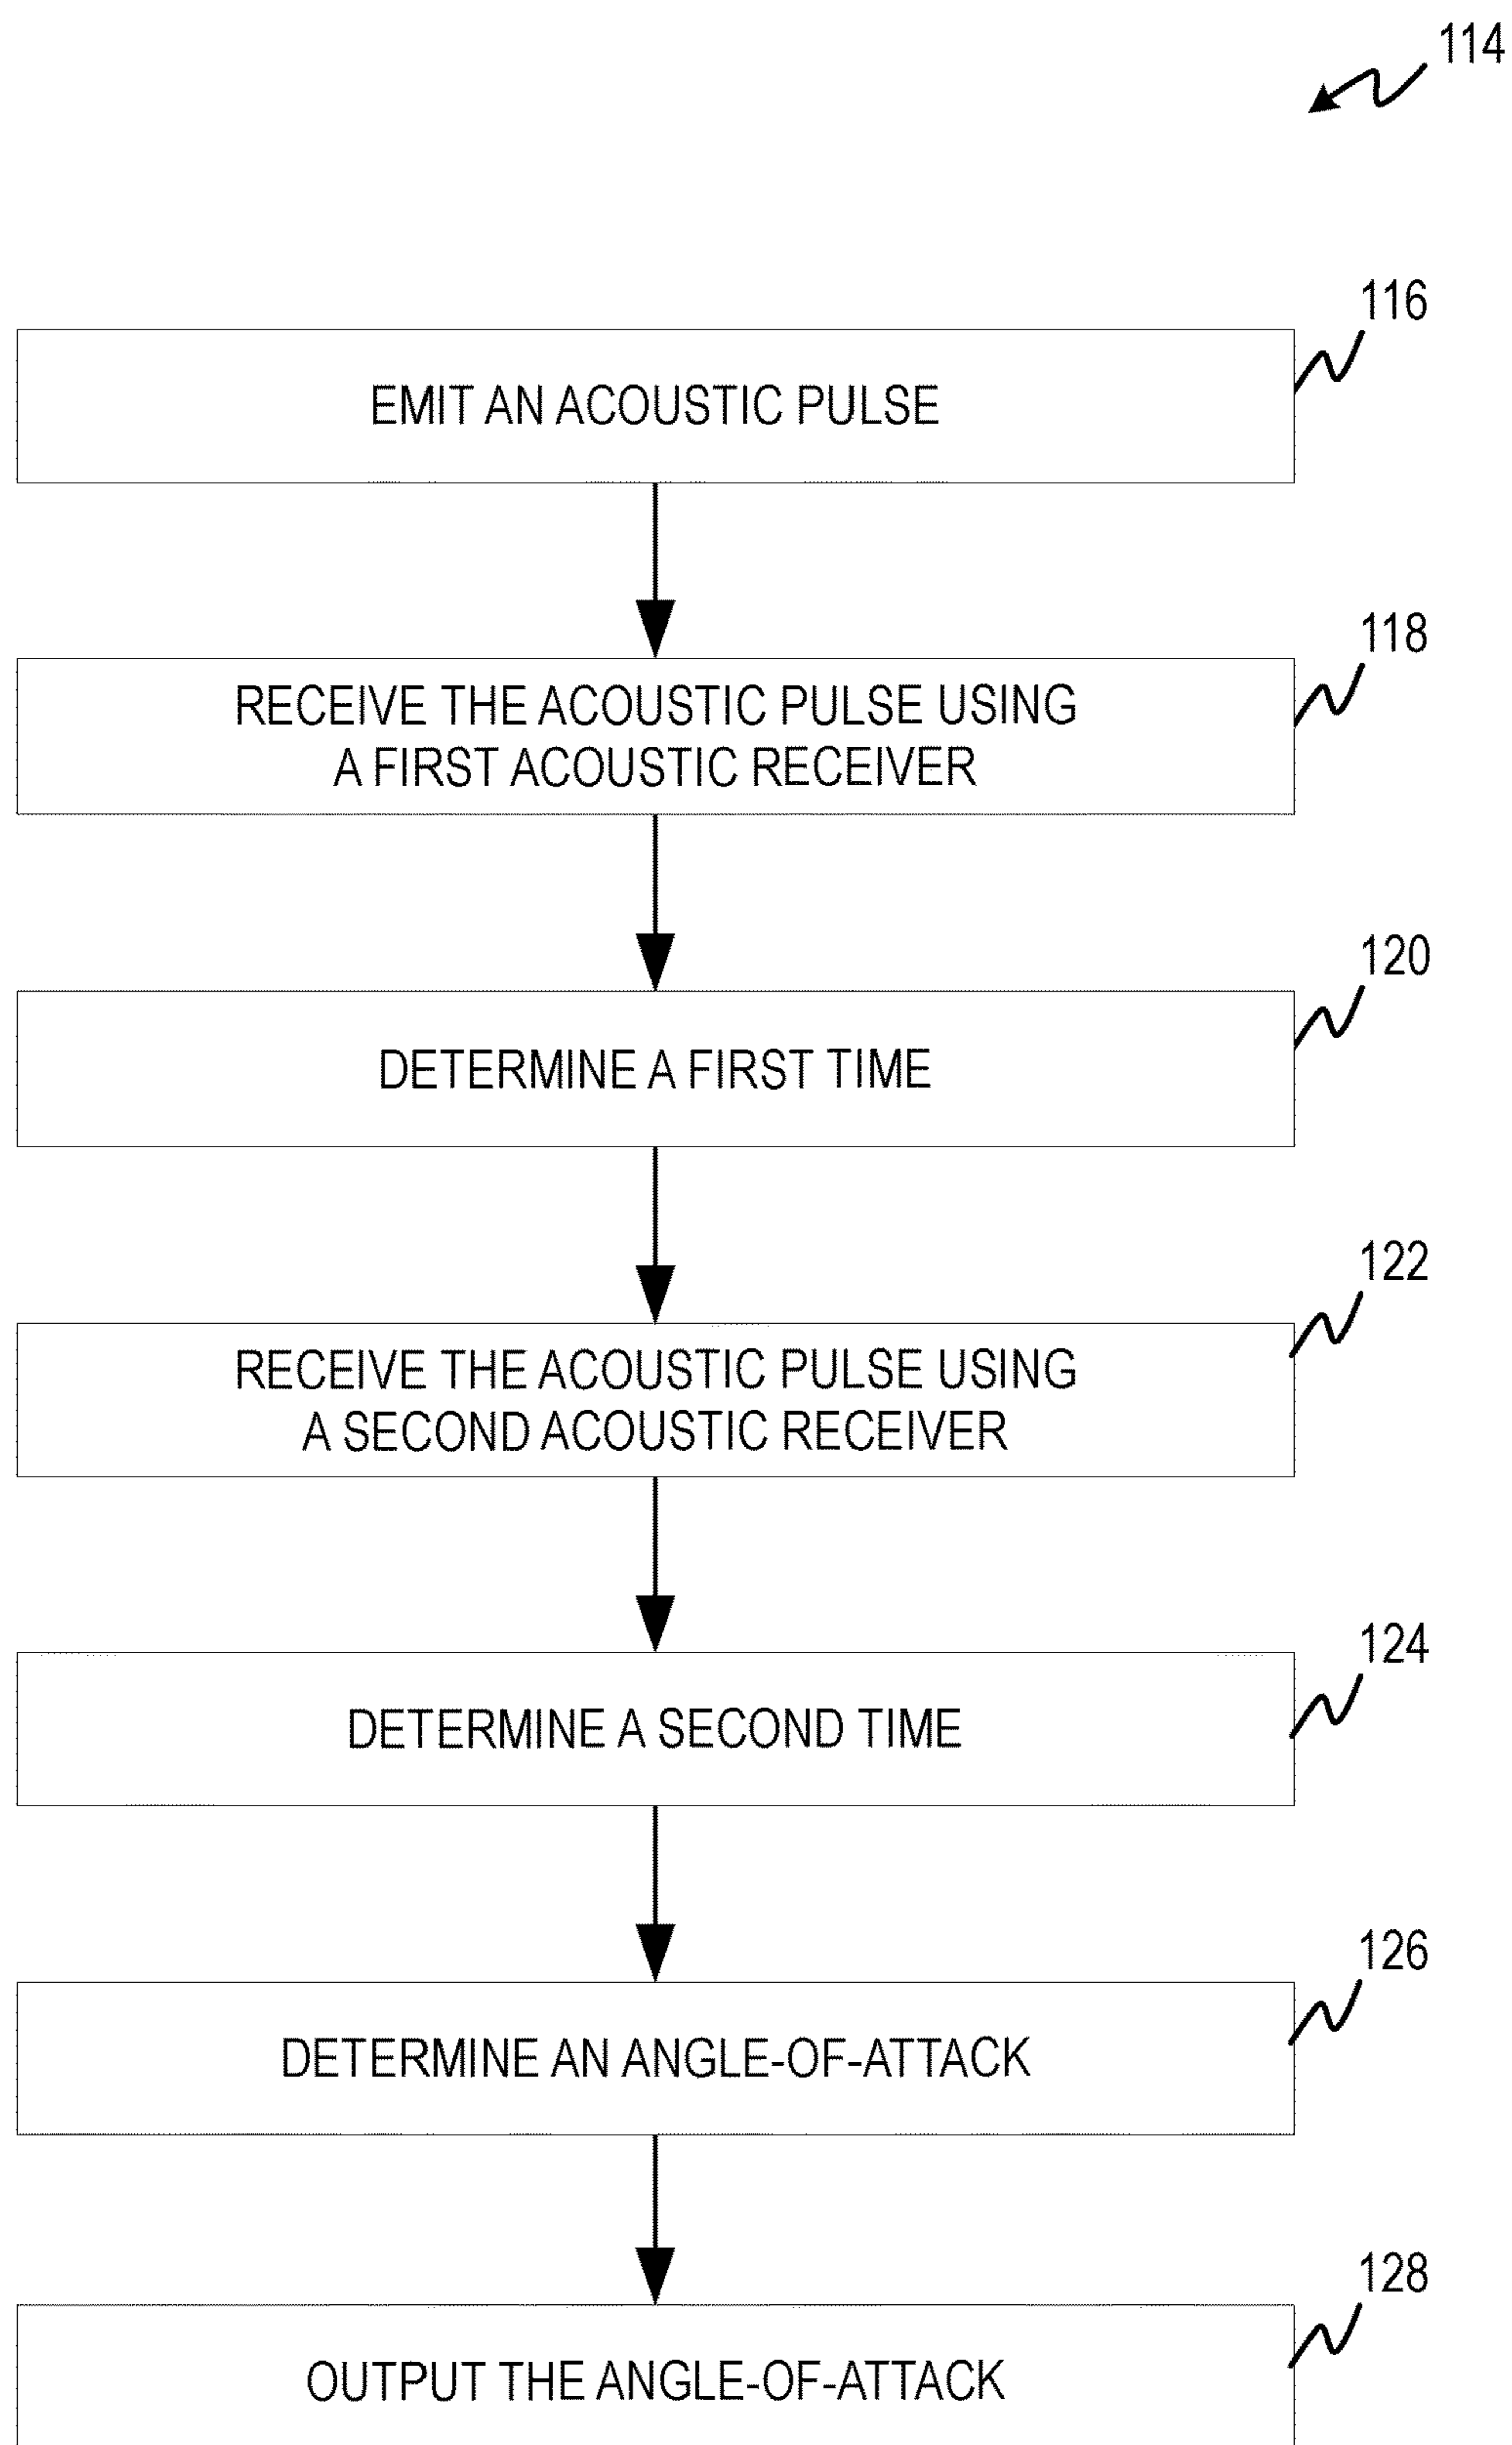 114
116
EMIT AN ACOUSTIC PULSE
118
RECEIVE THE ACOUSTIC PULSE USING
A FIRST ACOUSTIC RECEIVER
120
DETERMINE A FIRST TIME
122
RECEIVE THE ACOUSTIC PULSE USING
A SECOND ACOUSTIC RECEIVER
124
DETERMINE A SECOND TIME
126
DETERMINE AN ANGLE-OF-ATTACK
128
OUTPUT THE ANGLE-OF-ATTACK